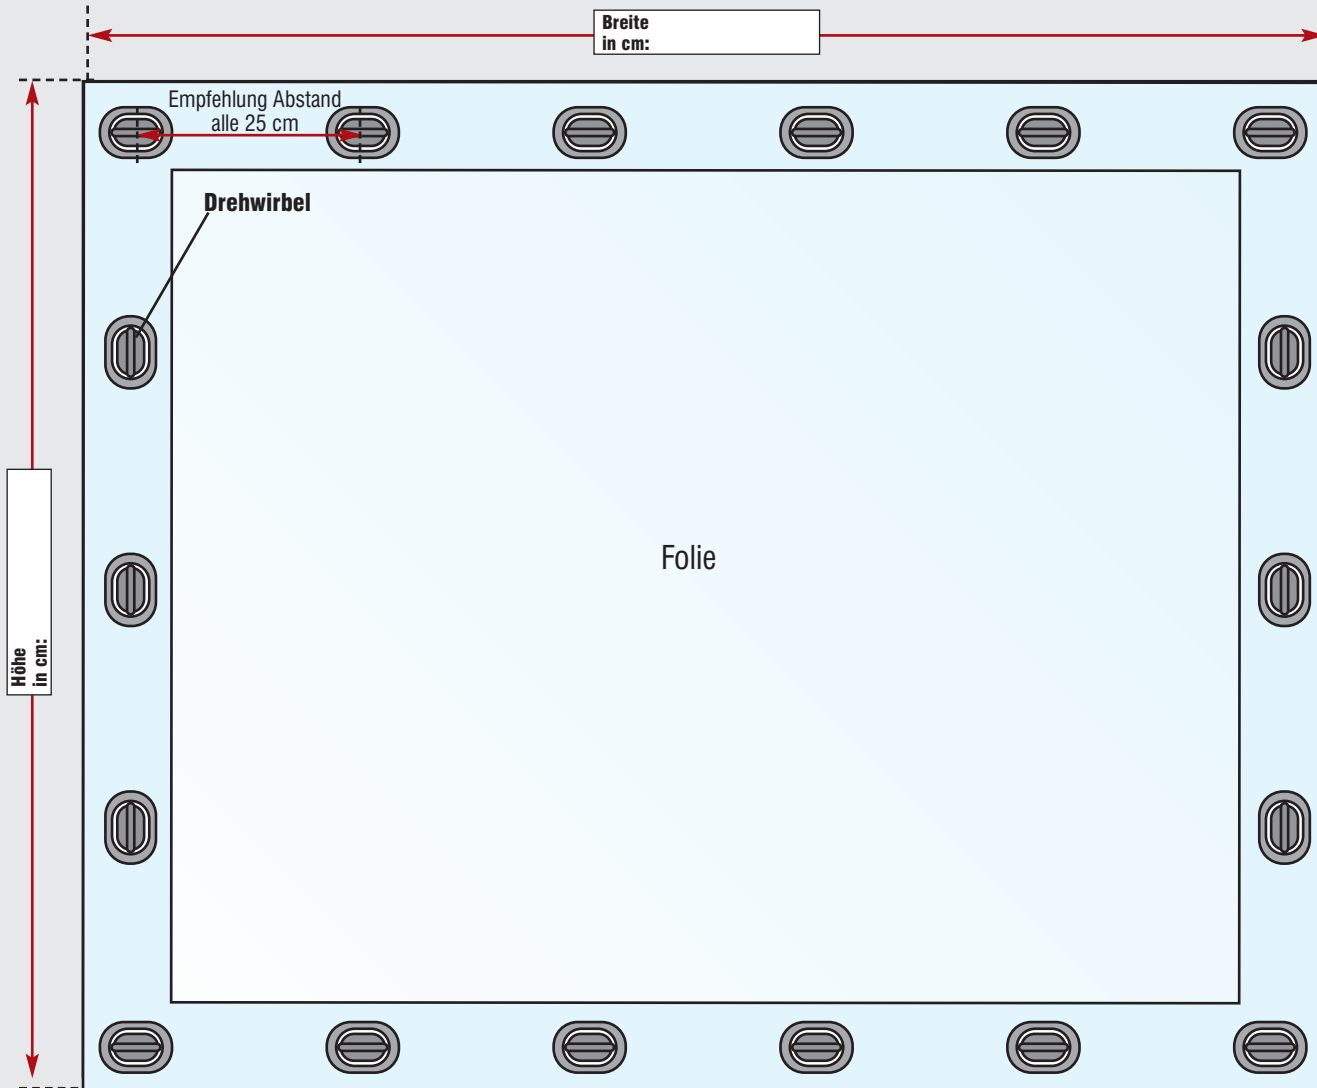 Breite
in cm:
Empfehlung Abstand
alle 25 cm
Drehwirbel
Folie
Höhe
in cm: